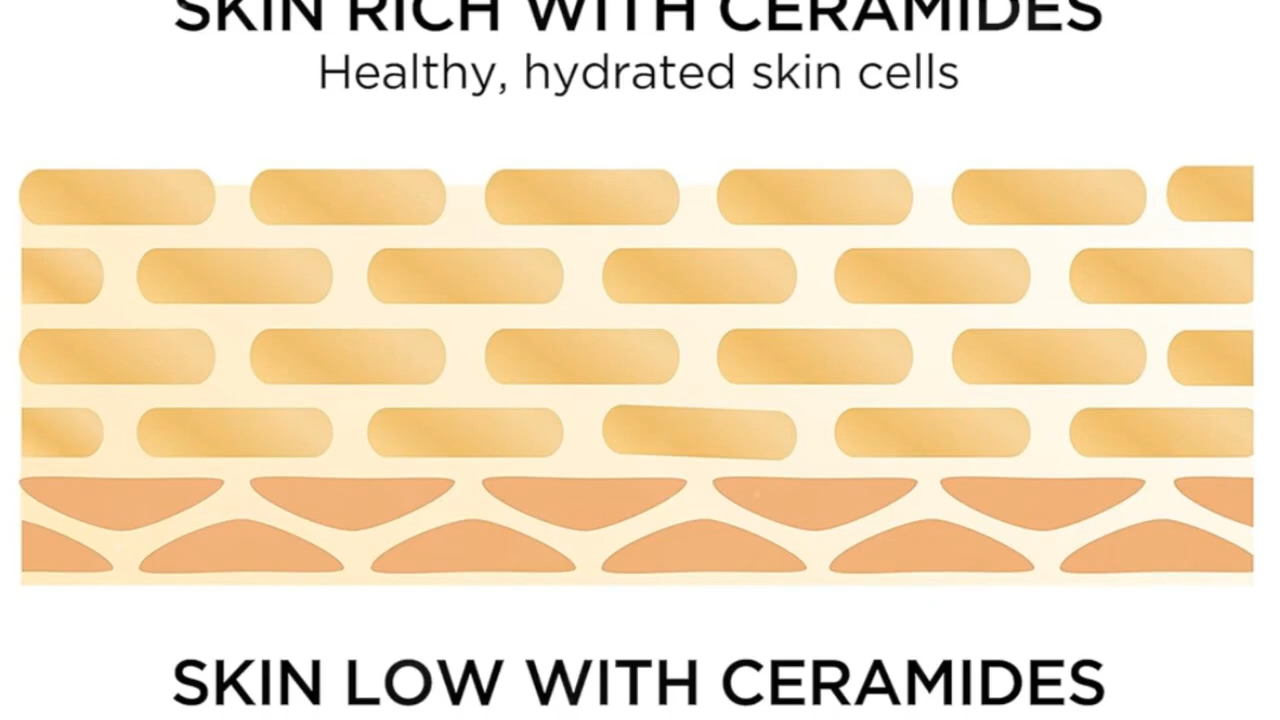 SKIN RICH WITH CERAMIDES
Healthy, hydrated skin cells
SKIN LOW WITH CERAMIDES